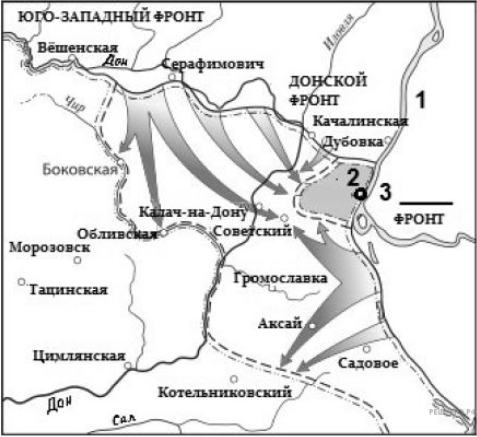 ЮГО-ЗАПАДНЫЙ ФРОНТ
Вёшенская
Дон
Серафимович
Иловля
ДОНСКОЙ
ФРОНТ
1
Чир
Качалинская
Дубовка
Боковская
2
3
ФРОНТ
Калач-на-Дону
Советский
Обливская
Морозовск
Громославка
Тацинская
Аксай
Цимлянская
Садовое
Котельниковский
Дон
Сал